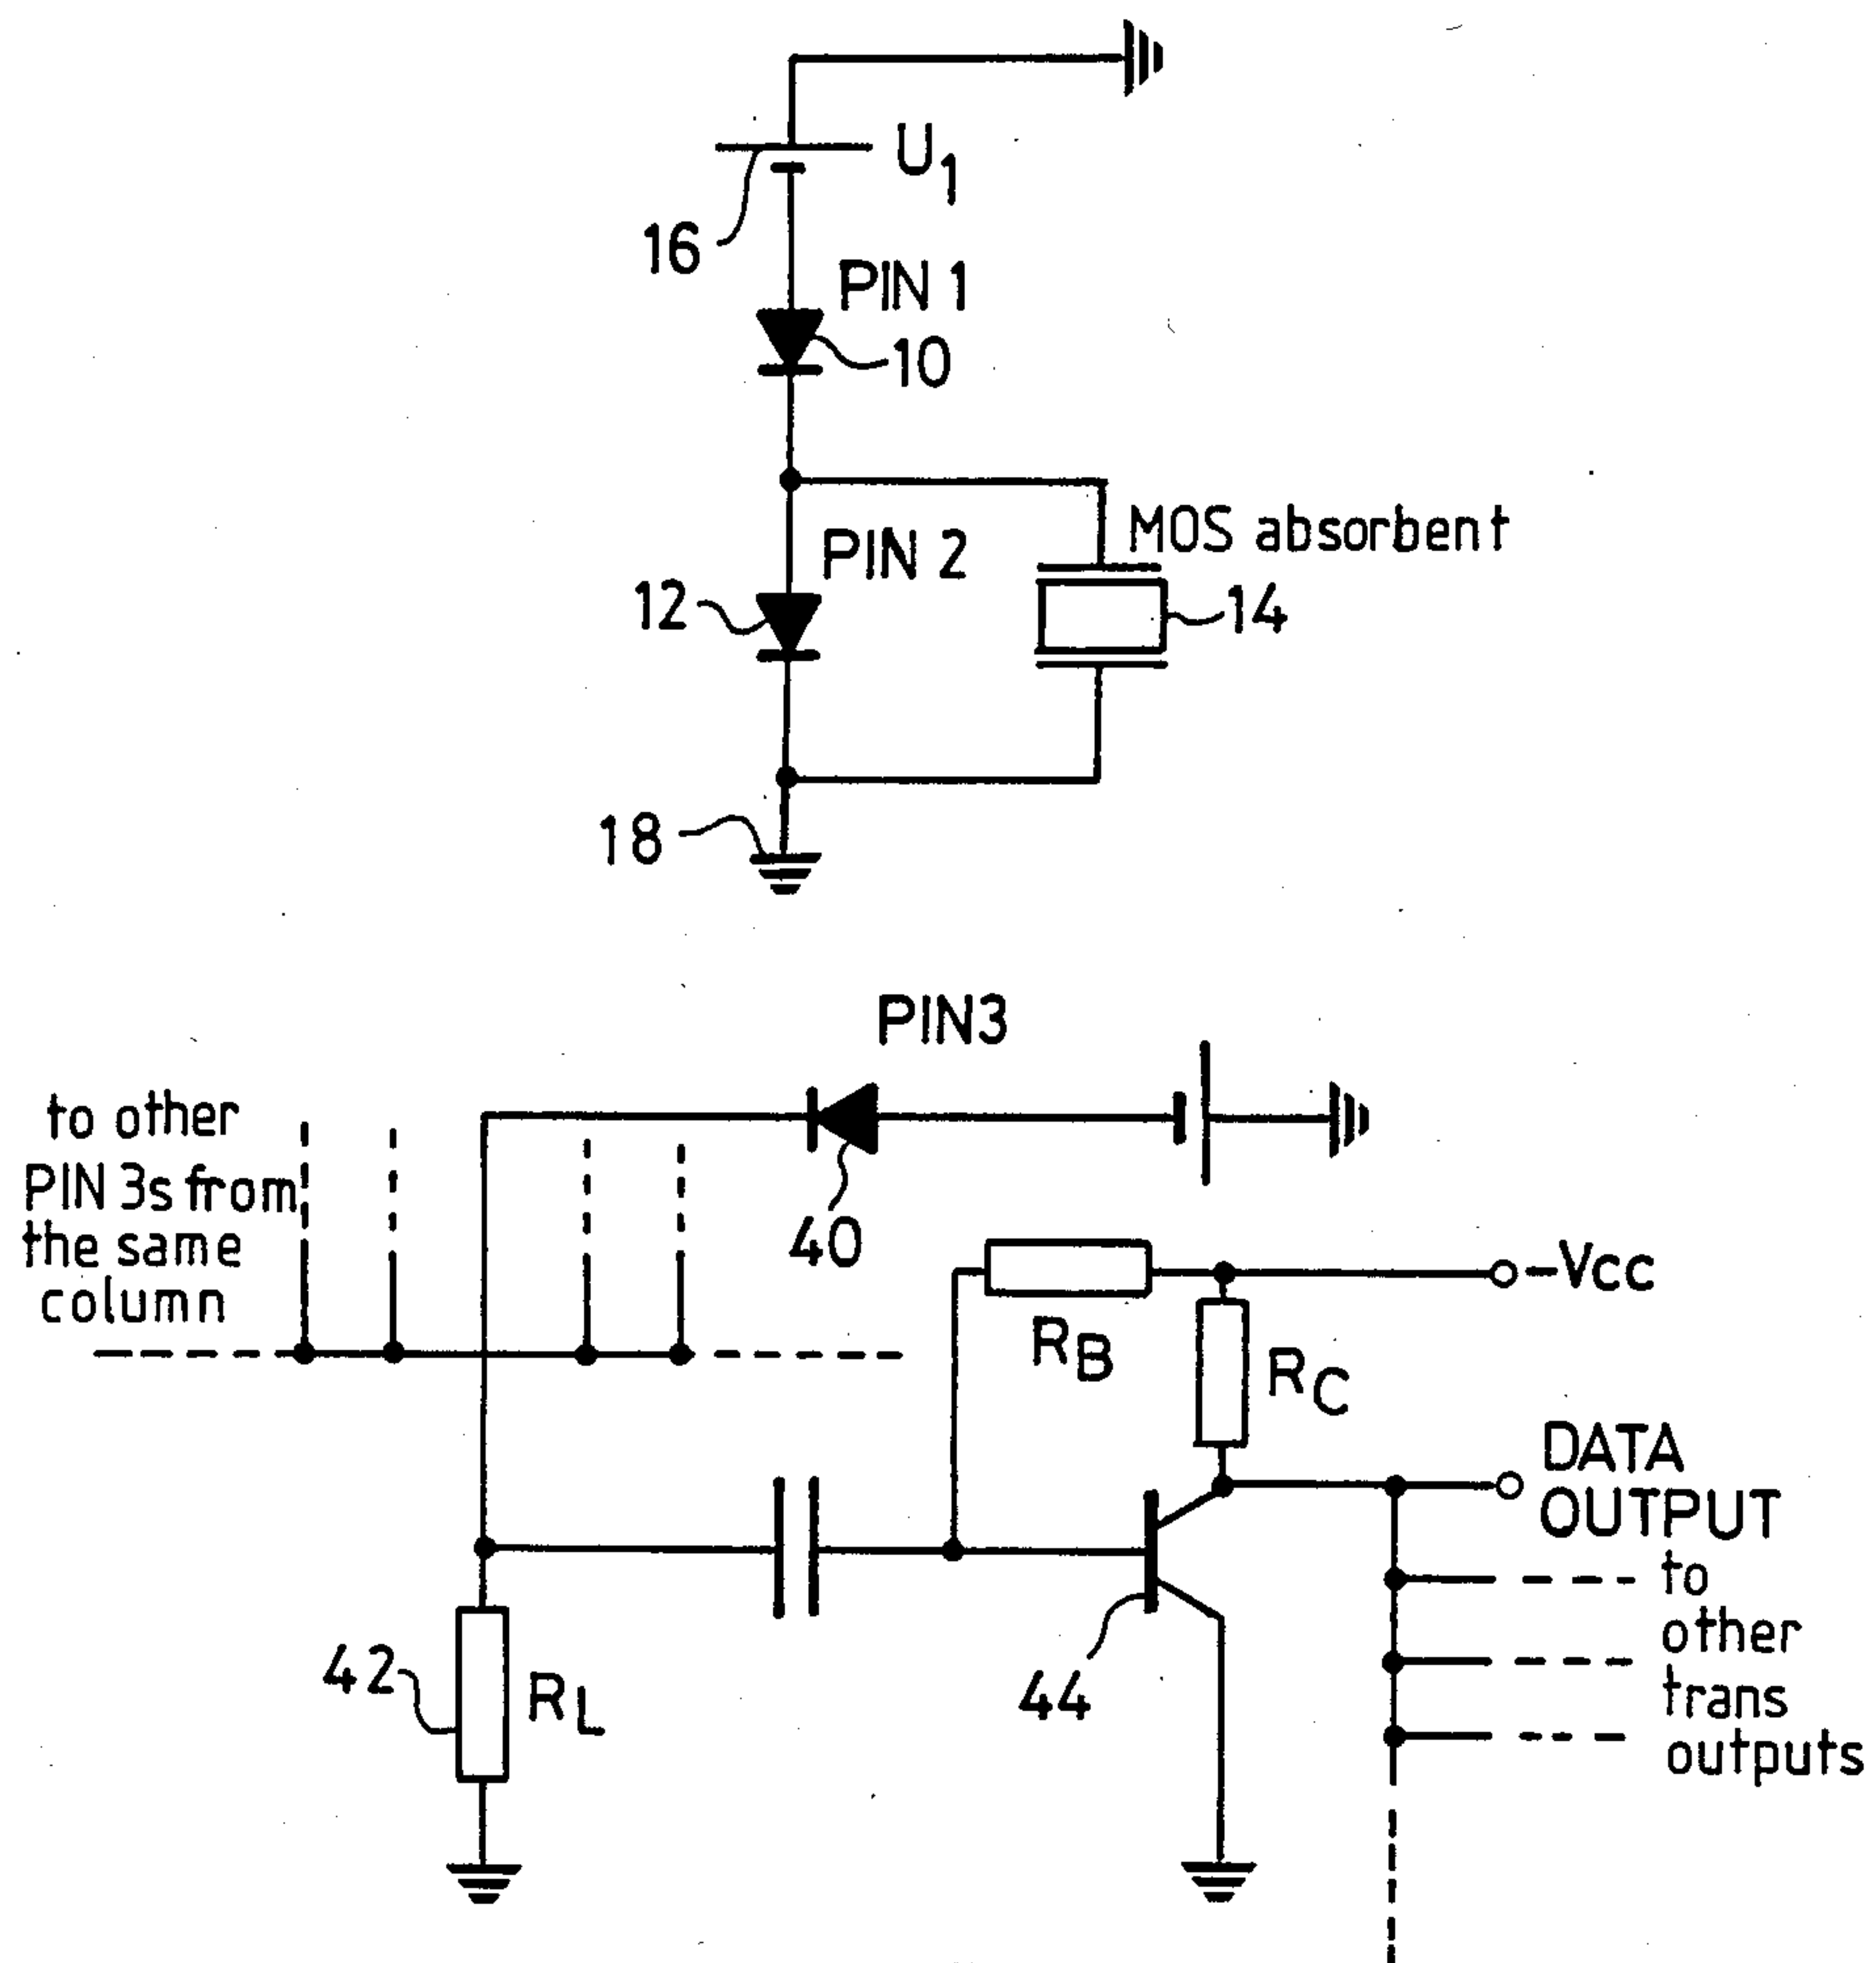 U1
16
PIN 1
10
PIN 2
MOS absorbent
12
14
18
PIN3
to other
PIN 3s from
the same
column
40
-Vcc
RB
RC
DATA
OUTPUT
to
other
trans
outputs
42
RL
44